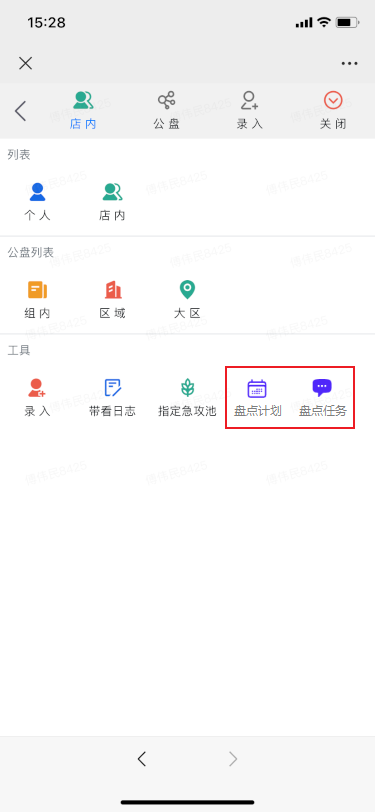 15:28
店内 公盘 录入 关闭
列表
个人 店内
公盘列表
组内 区域 大区
工具
录入 带看日志 指定急攻池 盘点计划 盘点任务